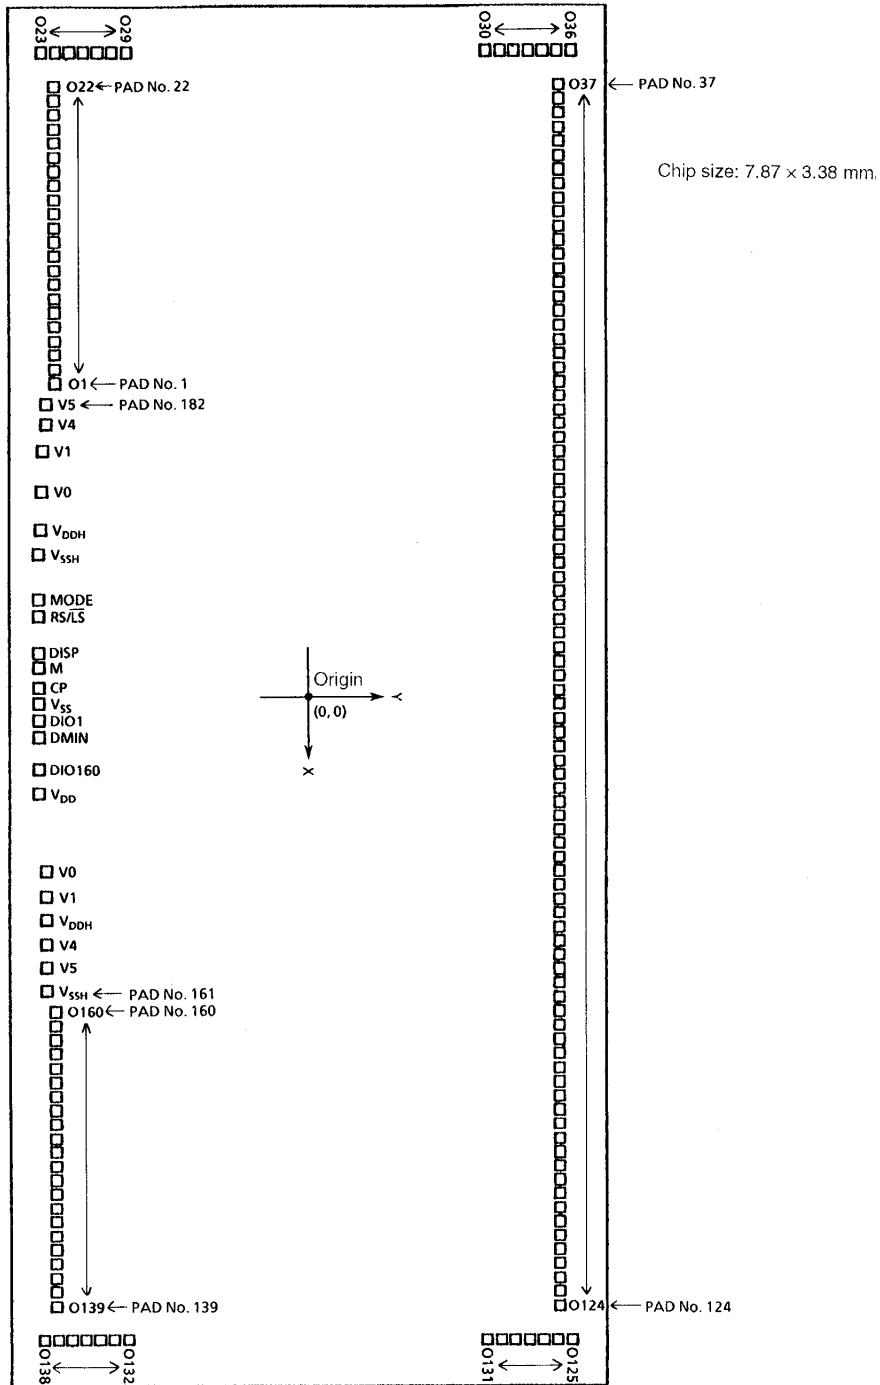 O23 O29 O30 O36
O22 PAD No. 22
O37 PAD No. 37
Chip size: 7.87 × 3.38 mm
O1 PAD No. 1
V5 PAD No. 182
V4
V1
V0
VDDH
VSSH
MODE
RS/L̅S̅
DISP
M
CP
VSS
DIO1
DMIN
DIO160
VDD
Origin
(0, 0)
Y
X
V0
V1
VDDH
V4
V5
VSSH PAD No. 161
O160 PAD No. 160
O139 PAD No. 139
O124 PAD No. 124
O138 O132 O131 O125